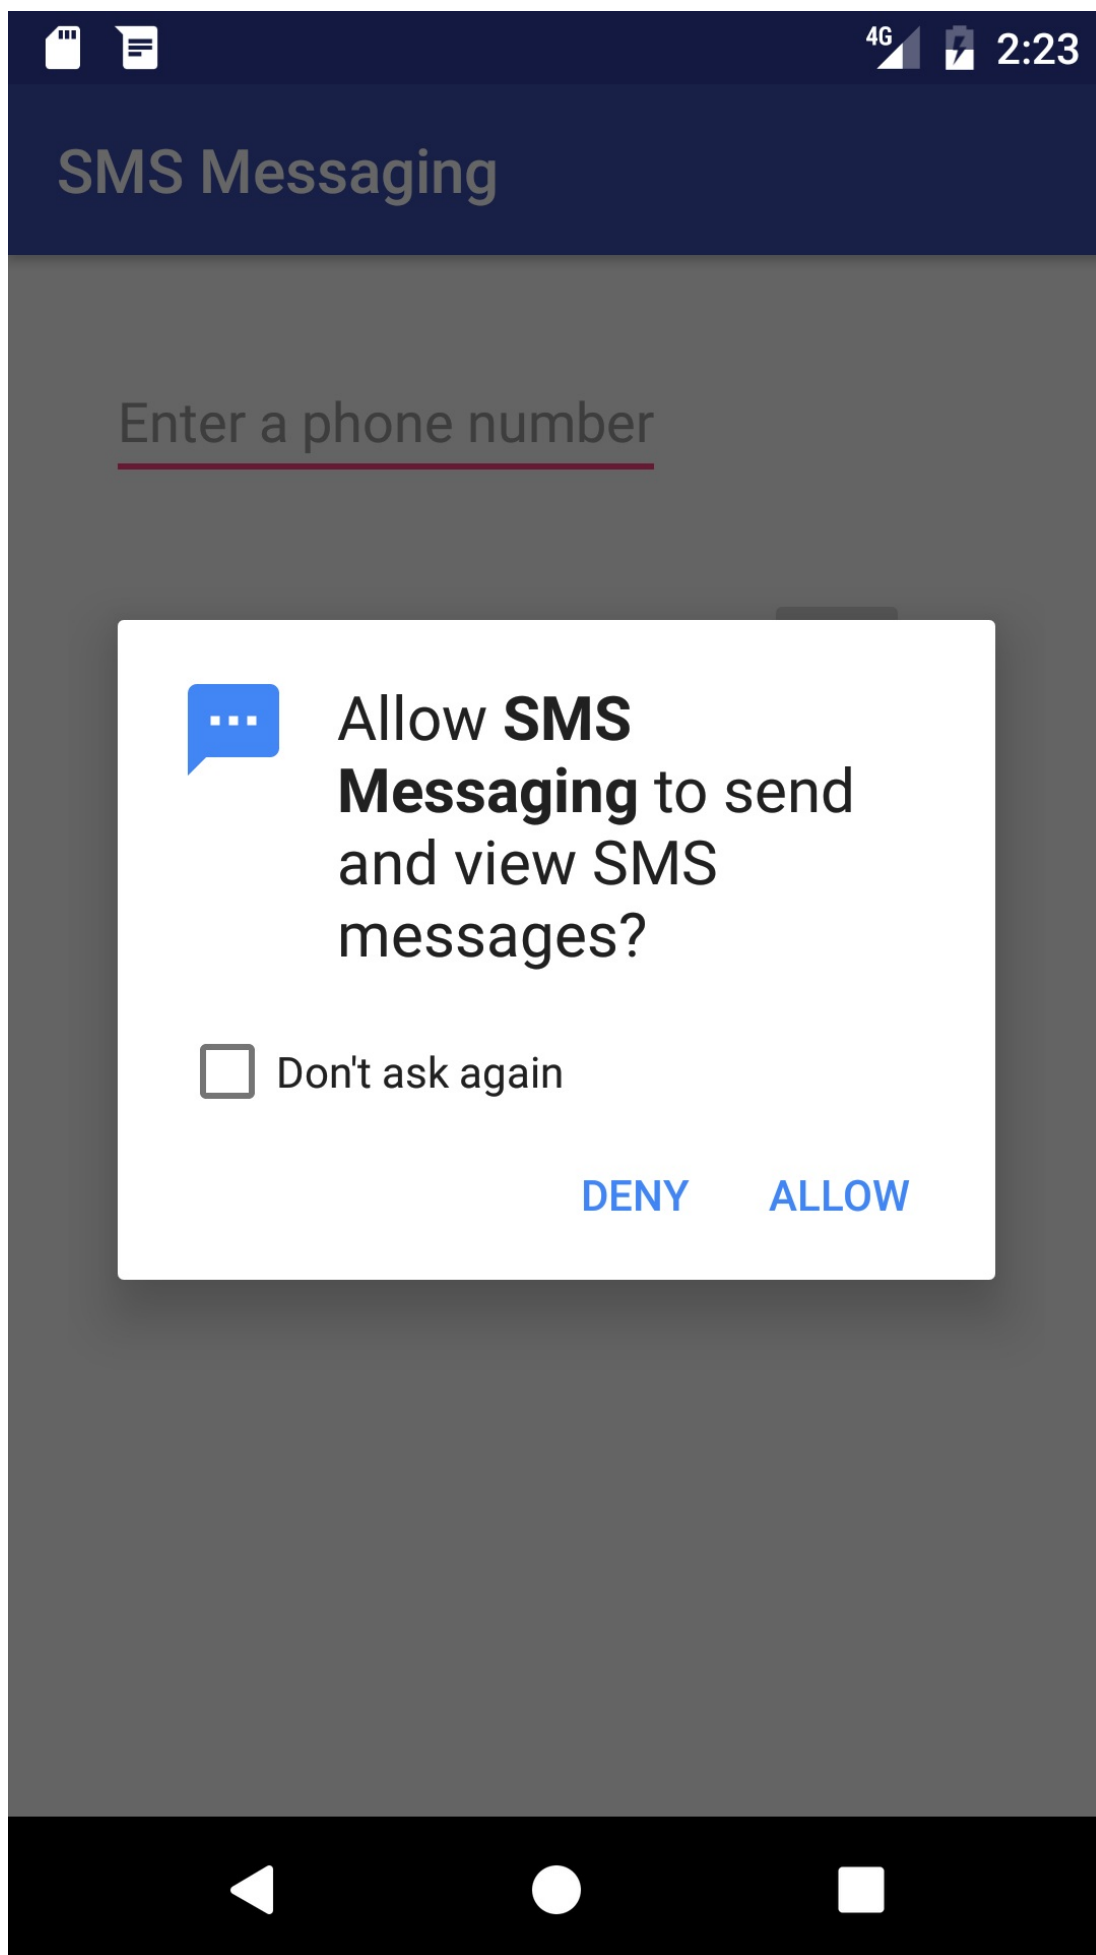 4G 2:23
SMS Messaging
Enter a phone number
Allow SMS
Messaging to send
and view SMS
messages?
Don't ask again
DENY ALLOW